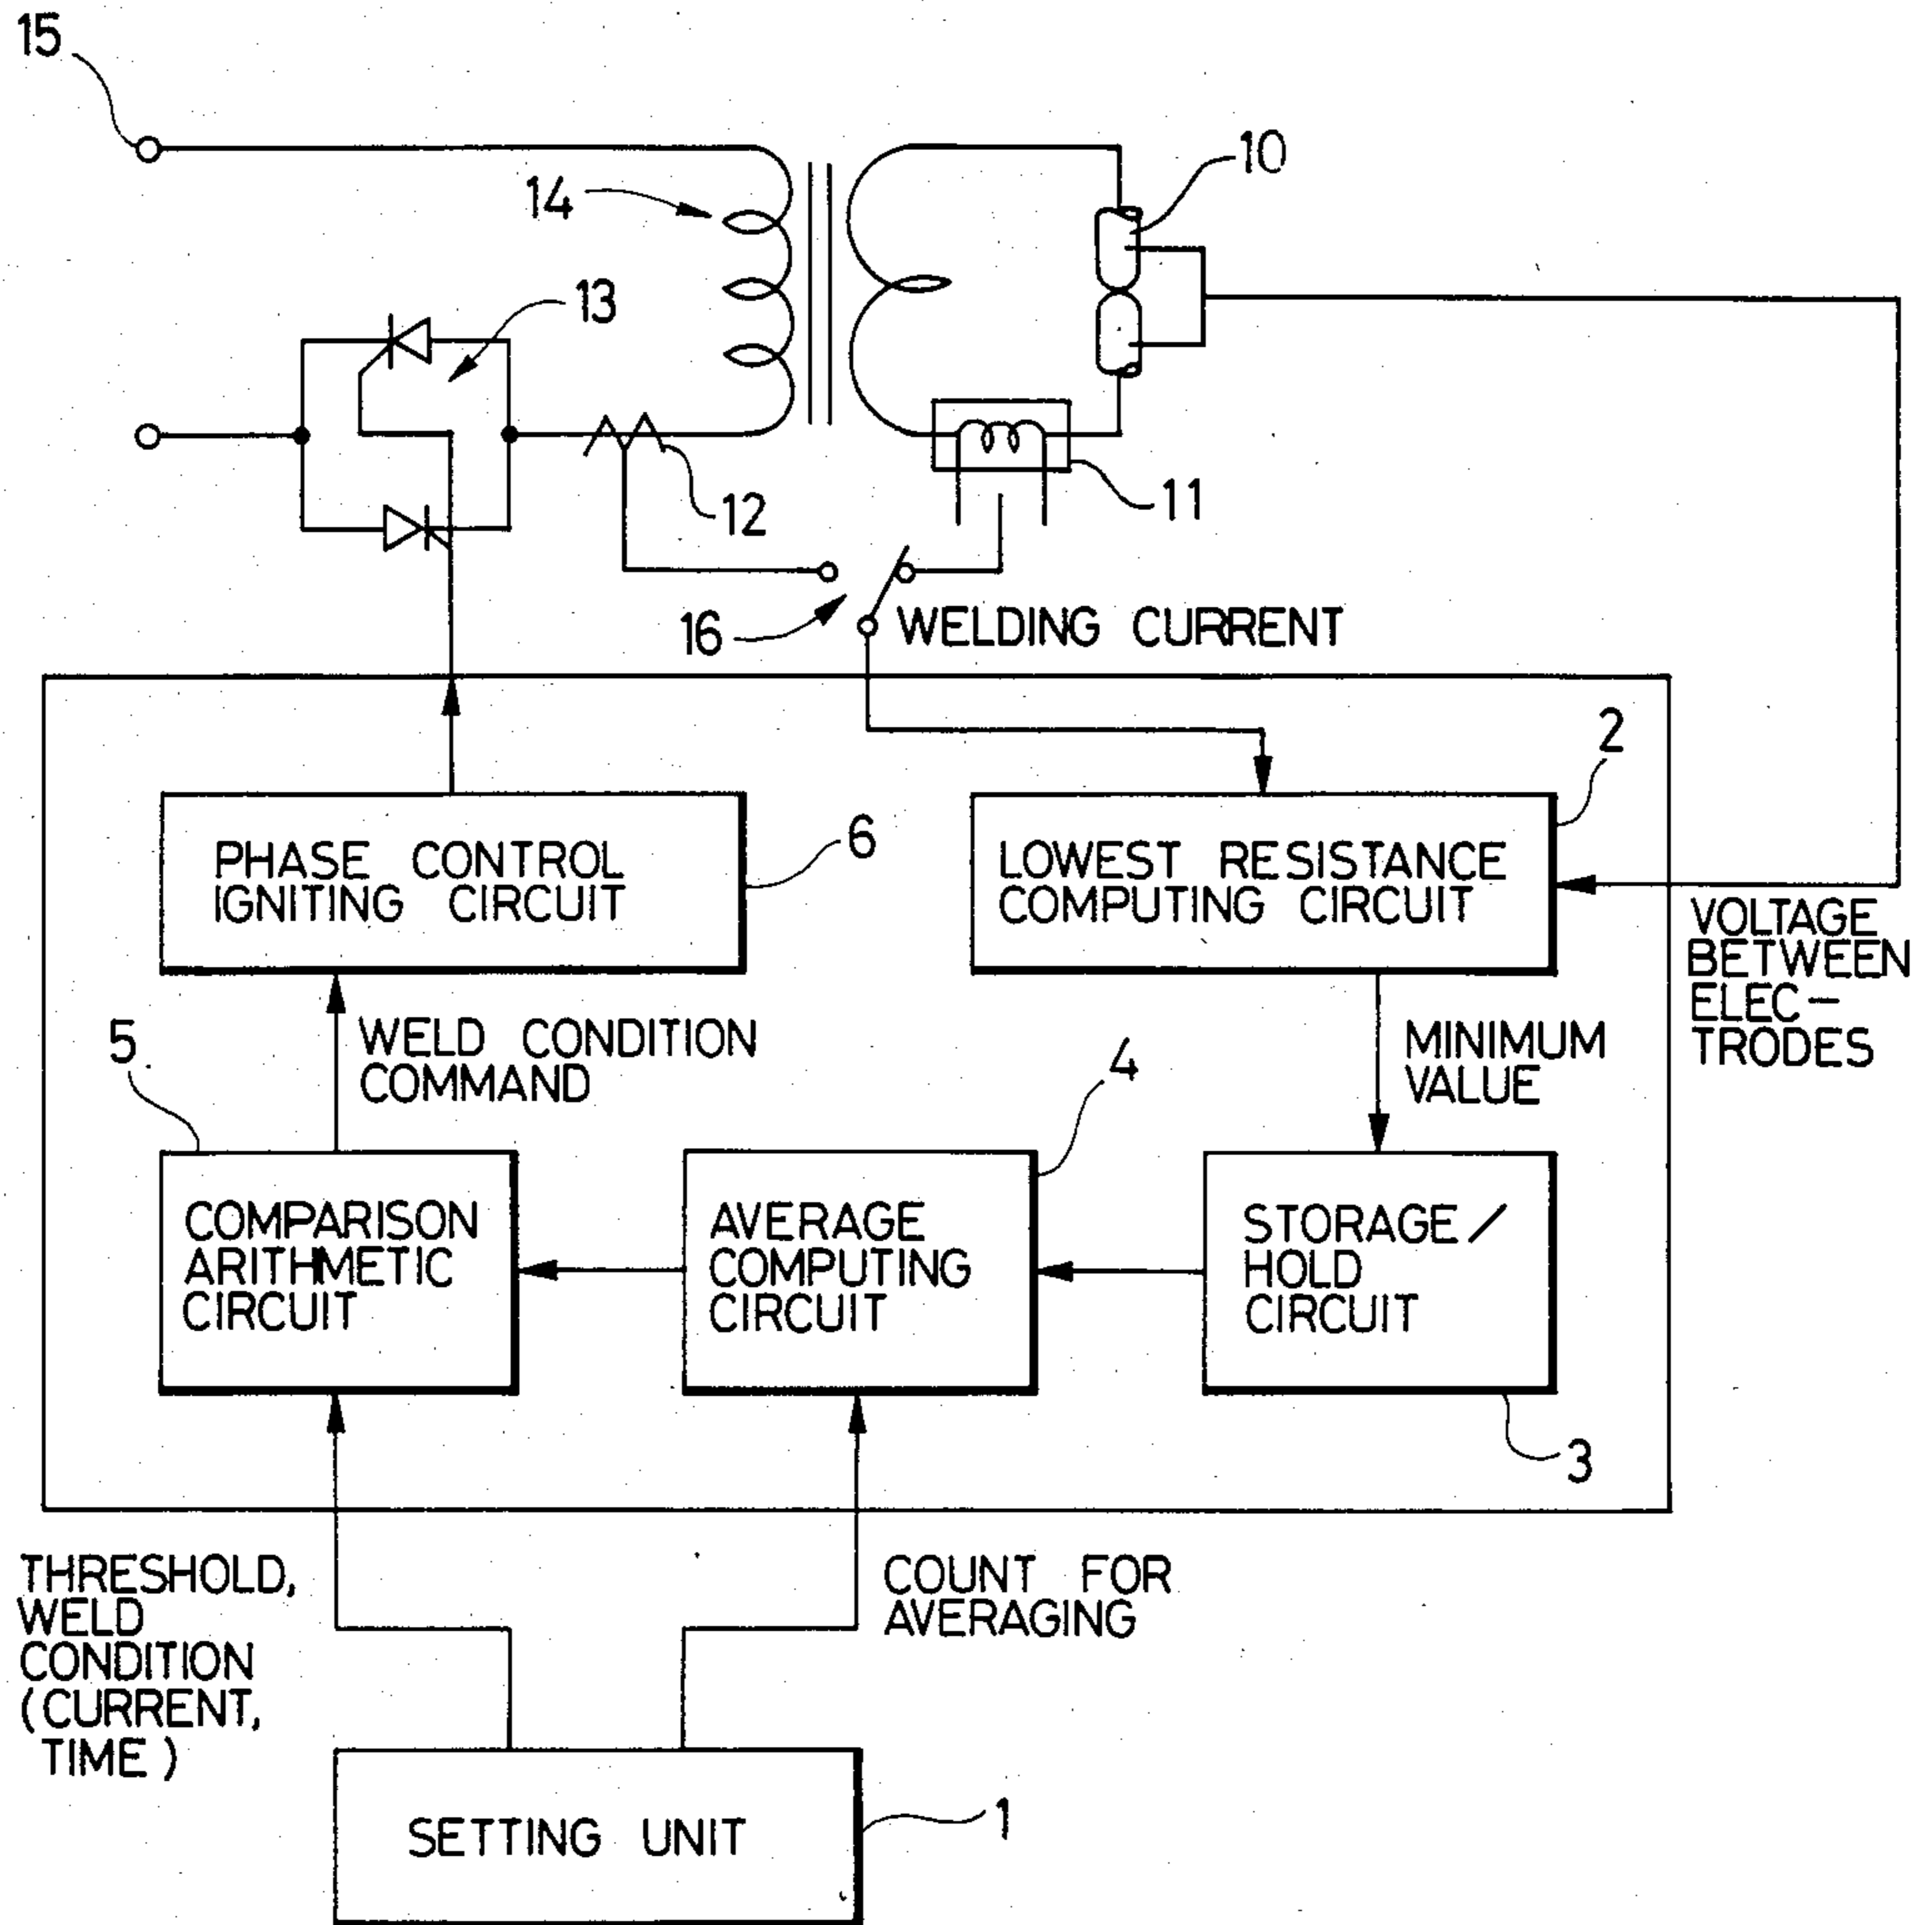 15
10
14
13
12
11
16
WELDING CURRENT
2
PHASE CONTROL
IGNITING CIRCUIT
6
LOWEST RESISTANCE
COMPUTING CIRCUIT
VOLTAGE
BETWEEN
ELEC-
TRODES
5
WELD CONDITION
COMMAND
4
MINIMUM
VALUE
COMPARISON
ARITHMETIC
CIRCUIT
AVERAGE
COMPUTING
CIRCUIT
STORAGE/
HOLD
CIRCUIT
3
THRESHOLD,
WELD
CONDITION
(CURRENT,
TIME)
COUNT FOR
AVERAGING
SETTING UNIT
1